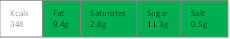 Kcals Fat Saturates Sugar Salt
348 9.4g 2.8g 11.3g 0.5g